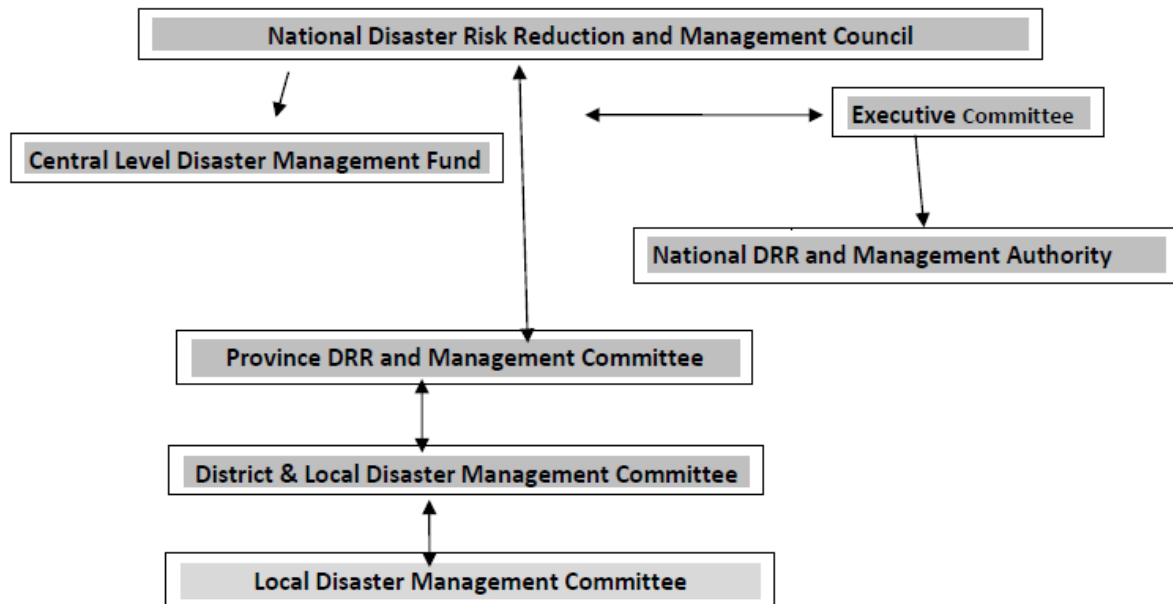 National Disaster Risk Reduction and Management Council
Executive Committee
Central Level Disaster Management Fund
National DRR and Management Authority
Province DRR and Management Committee
District & Local Disaster Management Committee
Local Disaster Management Committee